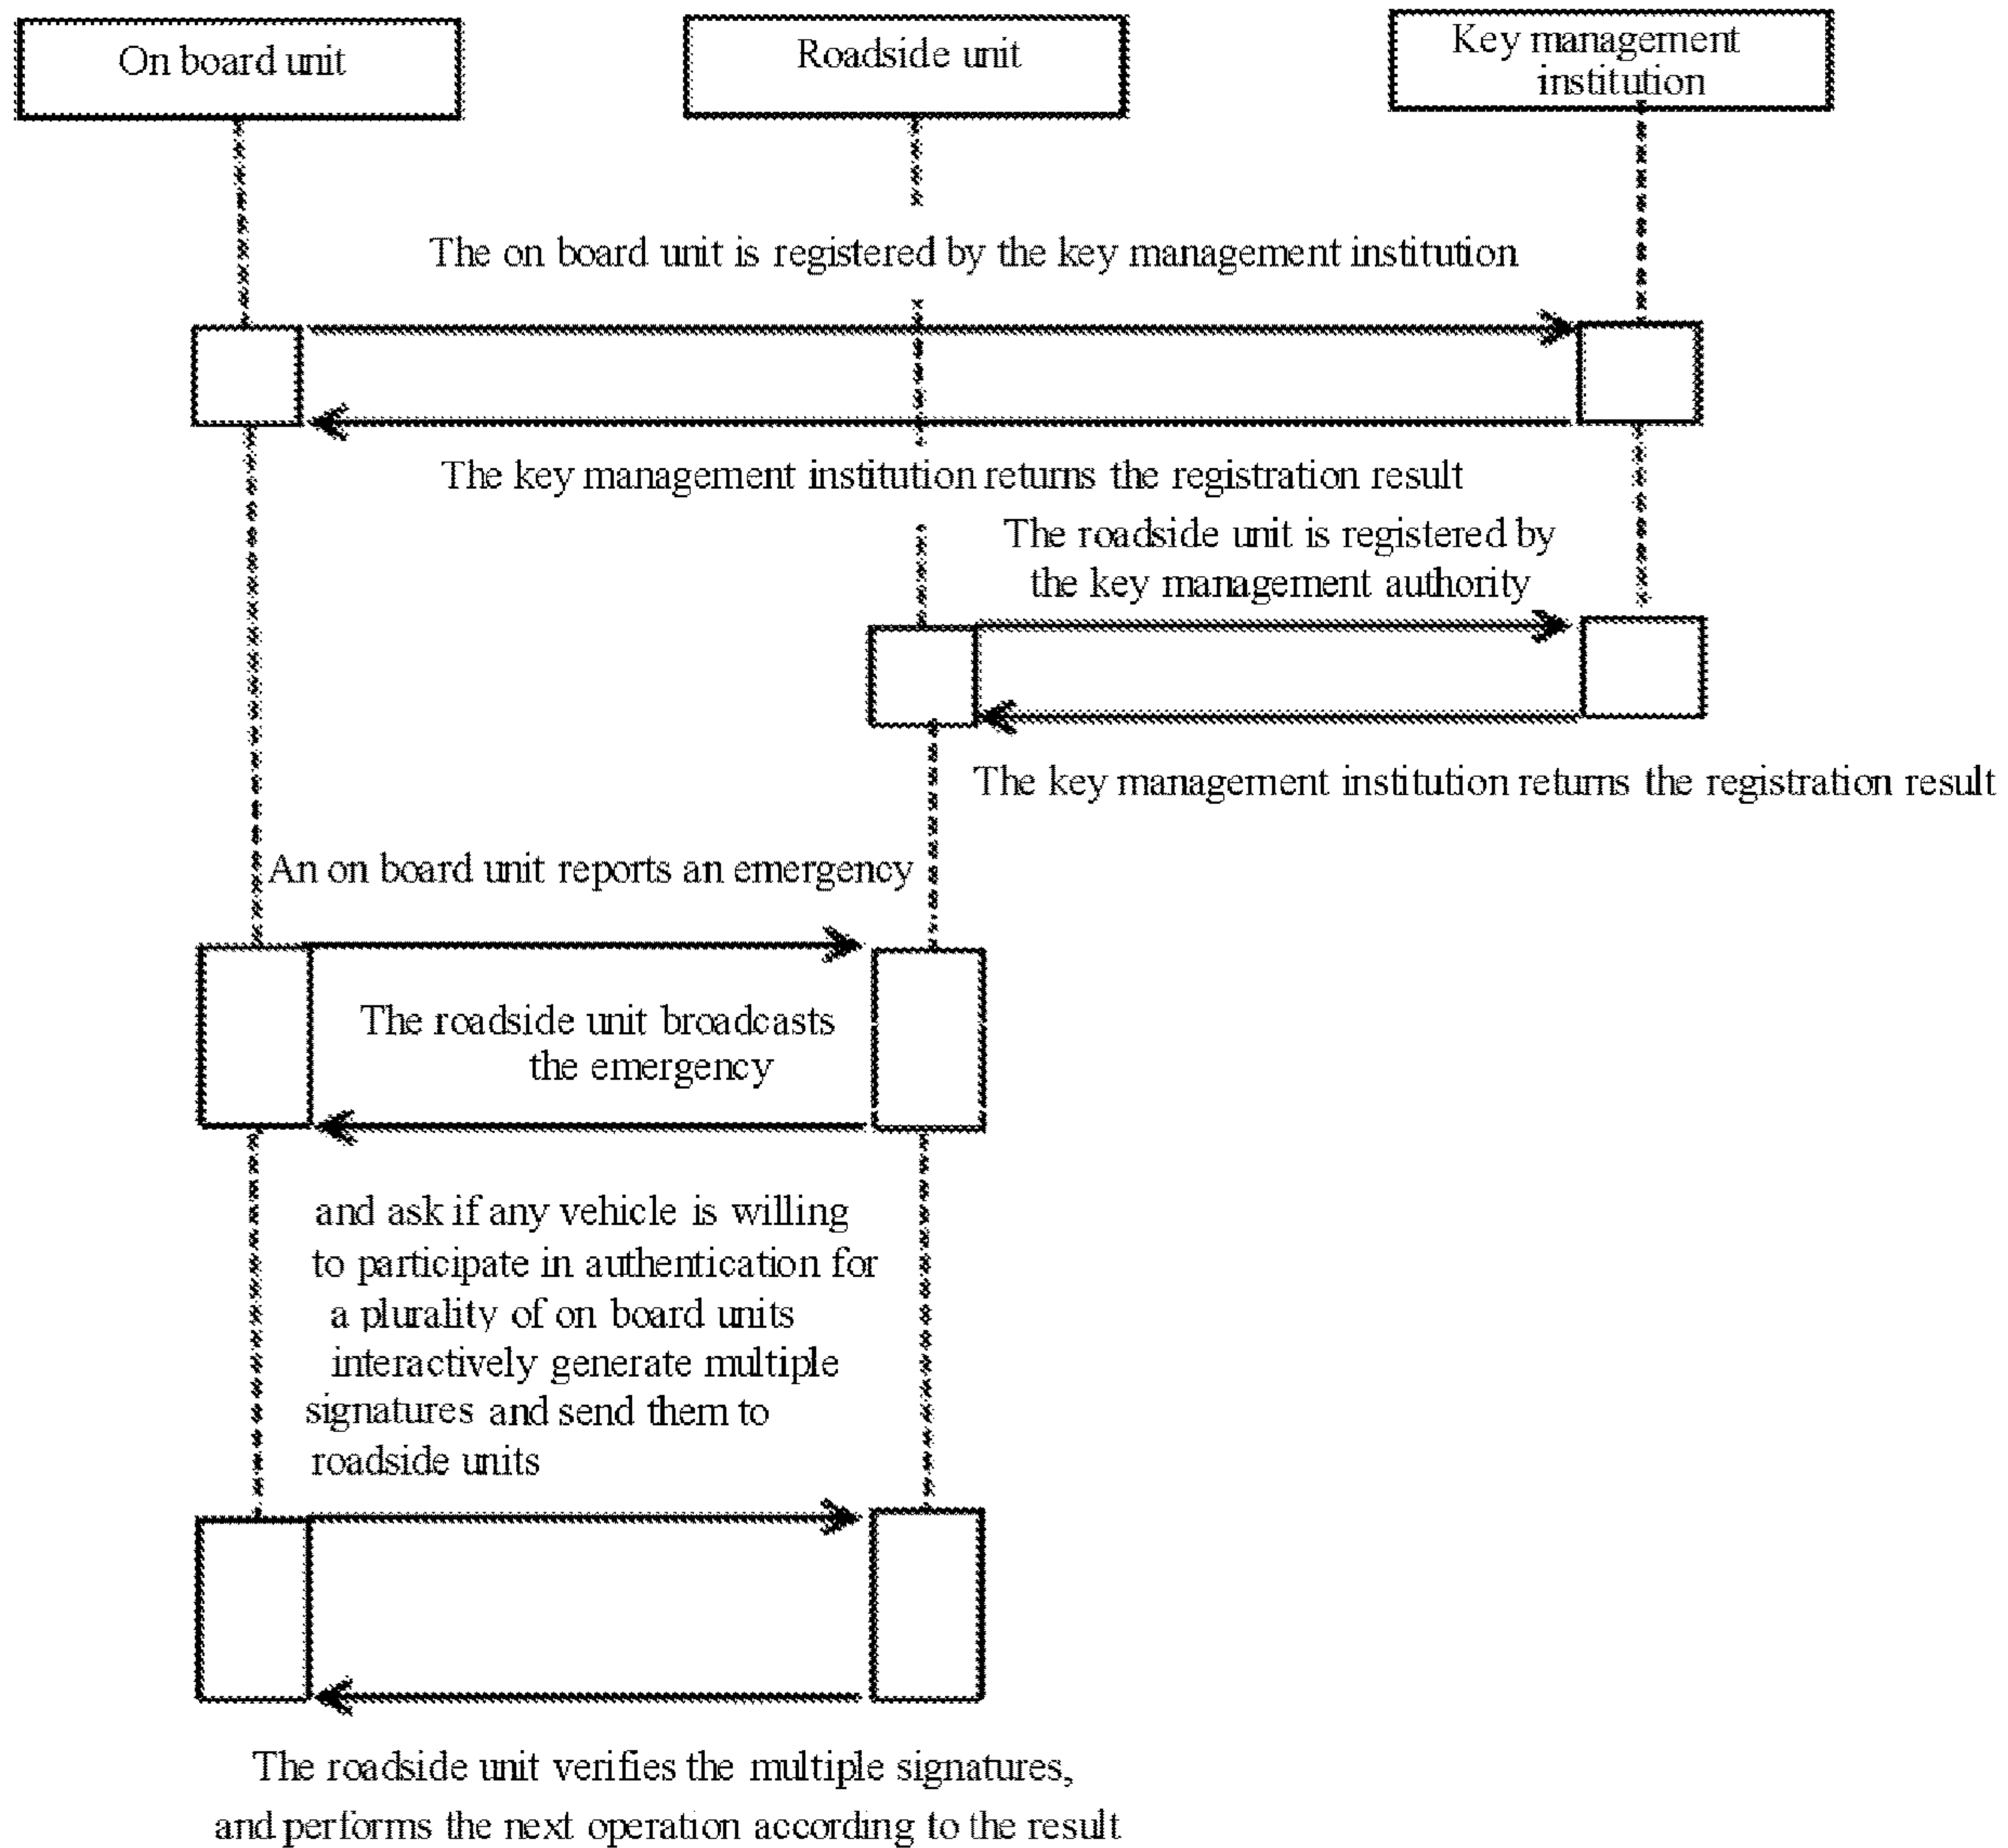 On board unit
Roadside unit
Key management
institution
The on board unit is registered by the key management institution
The key management institution returns the registration result
The roadside unit is registered by
the key management authority
The key management institution returns the registration result
An on board unit reports an emergency
The roadside unit broadcasts
the emergency
and ask if any vehicle is willing
to participate in authentication for
a plurality of on board units
interactively generate multiple
signatures and send them to
roadside units
The roadside unit verifies the multiple signatures,
and performs the next operation according to the result